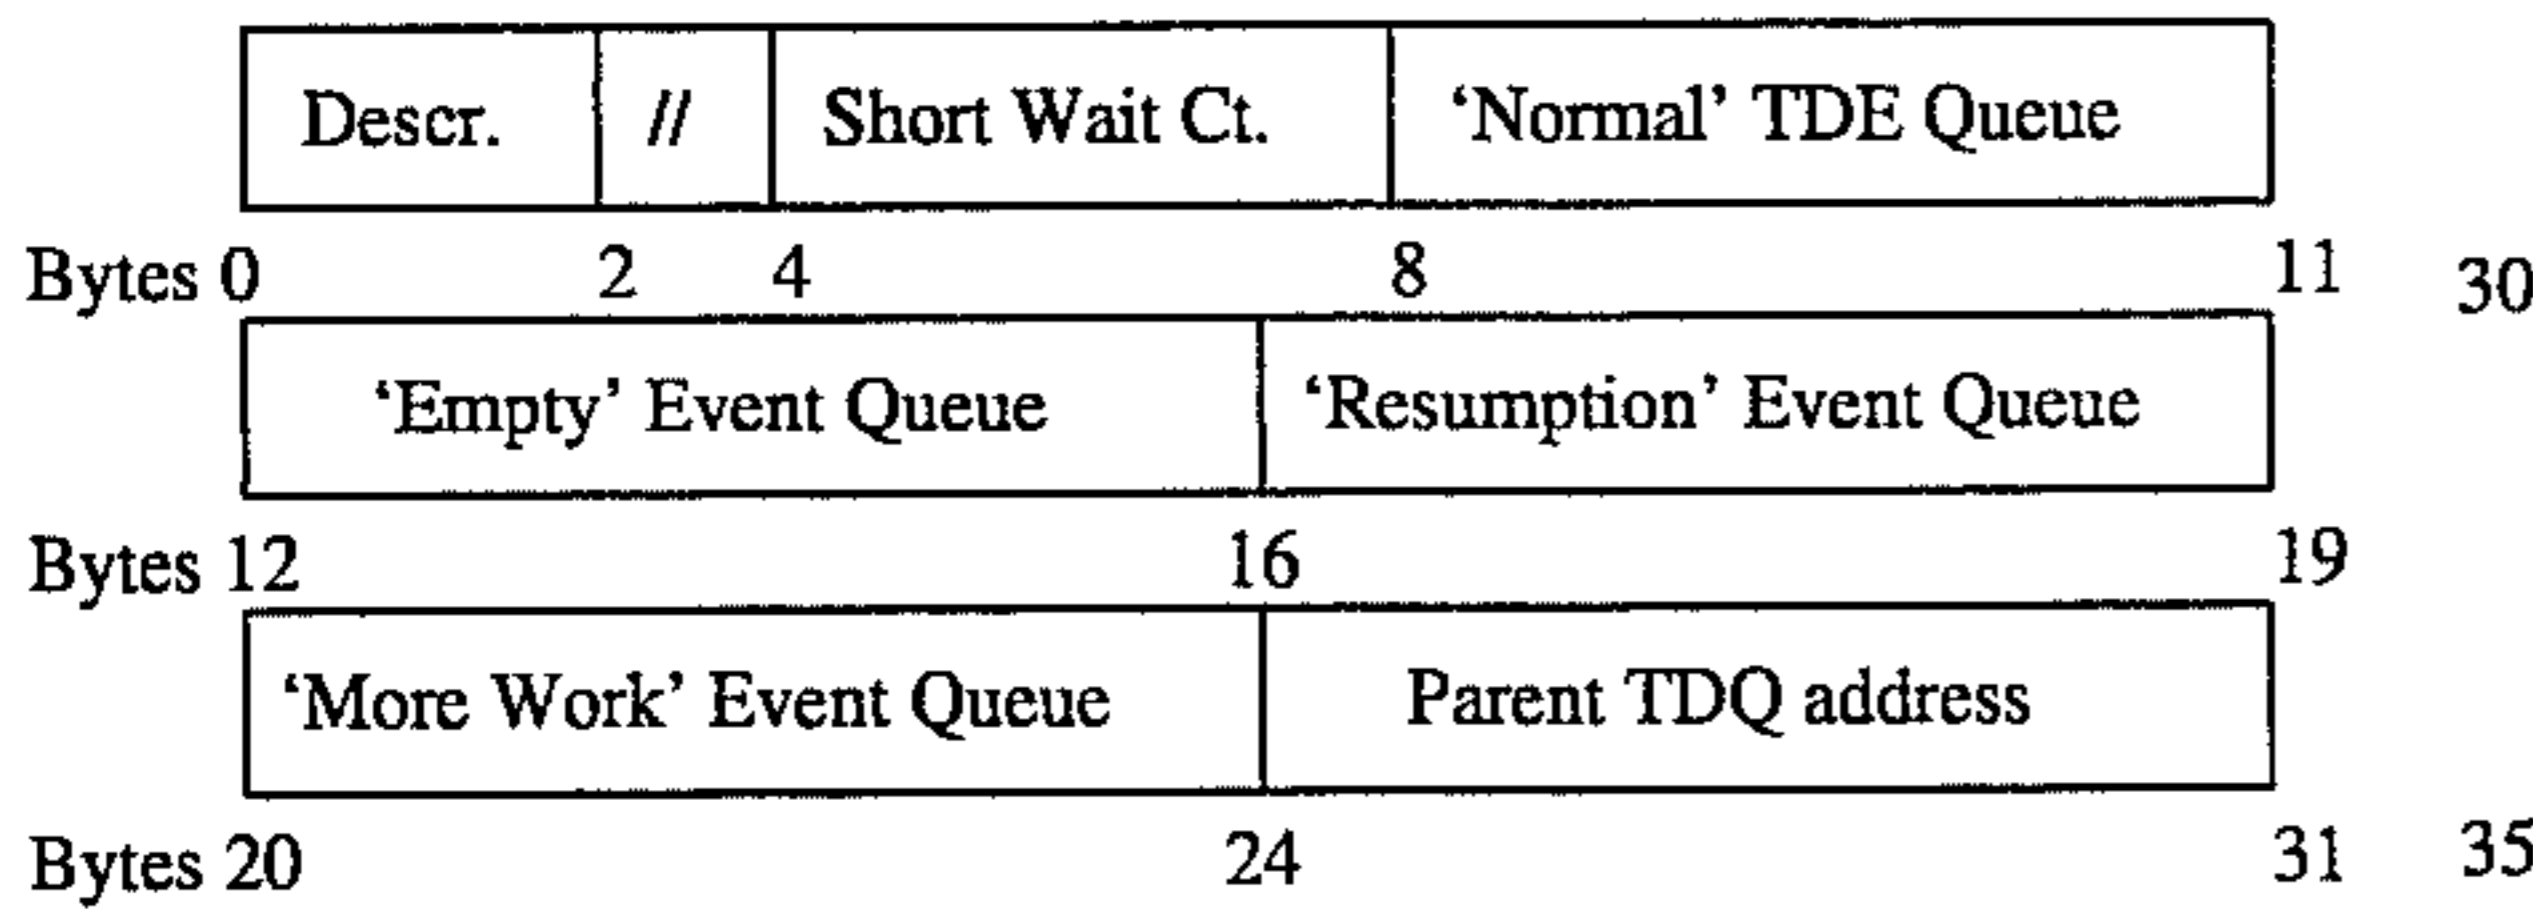 Descr. // Short Wait Ct. ‘Normal’ TDE Queue
Bytes 0 2 4 8 11 30
‘Empty’ Event Queue ‘Resumption’ Event Queue
Bytes 12 16 19
‘More Work’ Event Queue Parent TDQ address
Bytes 20 24 31 35